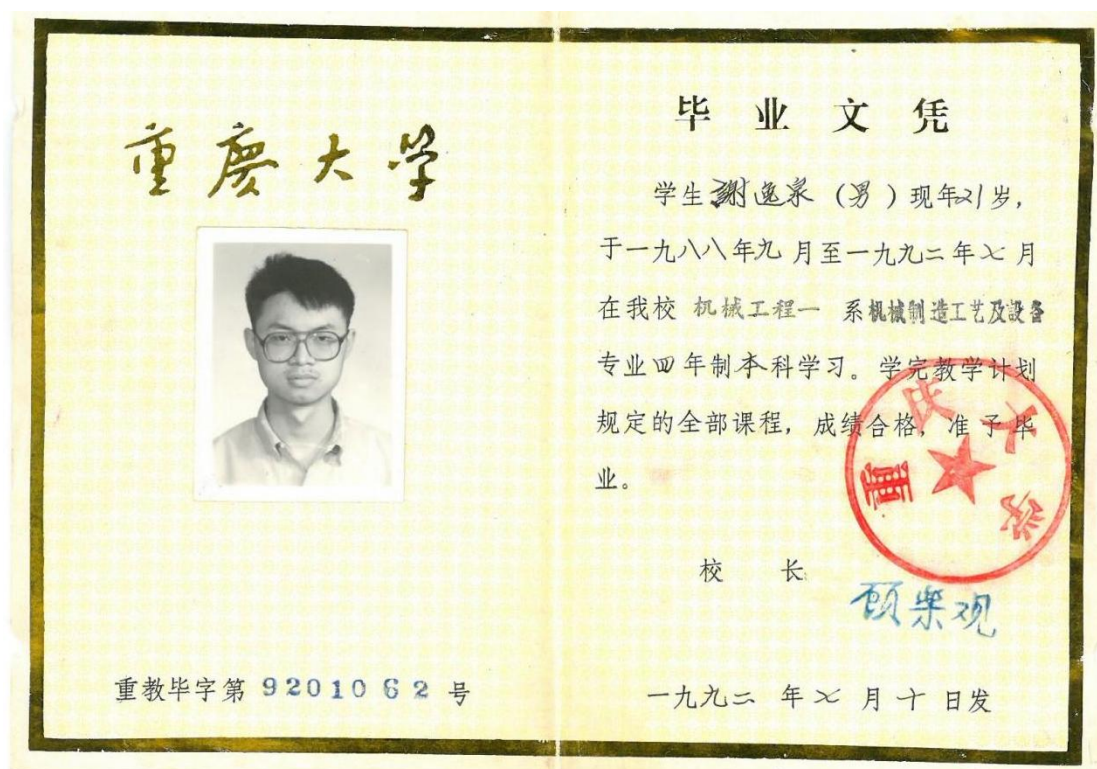 重慶大学
重教毕字第 9201062 号
毕业文凭
学生謝逸泉（男）现年21岁，
于一九八八年九月至一九九二年七月
在我校 机械工程一 系机械制造工艺及設备
专业四年制本科学习。学完教学计划
规定的全部课程，成绩合格，准予毕
业。
重庆大学
校 长
顾乐观
一九九二 年七月十日发